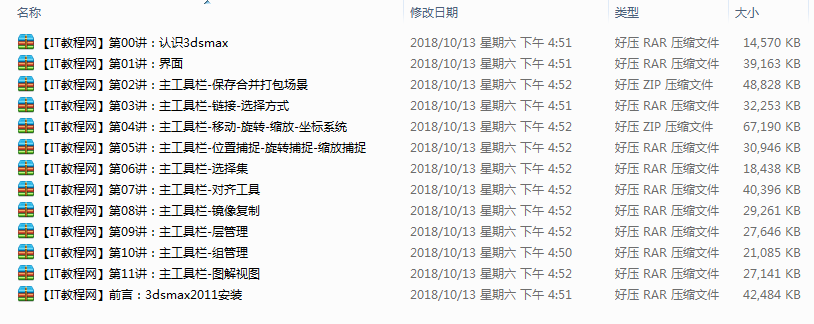 名称 修改日期 类型 大小
【IT教程网】第00讲：认识3dsmax 2018/10/13 星期六 下午 4:51 好压 RAR 压缩文件 14,570 KB
【IT教程网】第01讲：界面 2018/10/13 星期六 下午 4:51 好压 RAR 压缩文件 39,163 KB
【IT教程网】第02讲：主工具栏-保存合并打包场景 2018/10/13 星期六 下午 4:52 好压 ZIP 压缩文件 48,828 KB
【IT教程网】第03讲：主工具栏-链接-选择方式 2018/10/13 星期六 下午 4:51 好压 RAR 压缩文件 32,253 KB
【IT教程网】第04讲：主工具栏-移动-旋转-缩放-坐标系统 2018/10/13 星期六 下午 4:52 好压 ZIP 压缩文件 67,190 KB
【IT教程网】第05讲：主工具栏-位置捕捉-旋转捕捉-缩放捕捉 2018/10/13 星期六 下午 4:52 好压 RAR 压缩文件 30,946 KB
【IT教程网】第06讲：主工具栏-选择集 2018/10/13 星期六 下午 4:52 好压 RAR 压缩文件 18,438 KB
【IT教程网】第07讲：主工具栏-对齐工具 2018/10/13 星期六 下午 4:52 好压 RAR 压缩文件 40,396 KB
【IT教程网】第08讲：主工具栏-镜像复制 2018/10/13 星期六 下午 4:52 好压 RAR 压缩文件 29,261 KB
【IT教程网】第09讲：主工具栏-层管理 2018/10/13 星期六 下午 4:52 好压 RAR 压缩文件 27,646 KB
【IT教程网】第10讲：主工具栏-组管理 2018/10/13 星期六 下午 4:50 好压 RAR 压缩文件 21,085 KB
【IT教程网】第11讲：主工具栏-图解视图 2018/10/13 星期六 下午 4:52 好压 RAR 压缩文件 27,141 KB
【IT教程网】前言：3dsmax2011安装 2018/10/13 星期六 下午 4:51 好压 RAR 压缩文件 42,484 KB